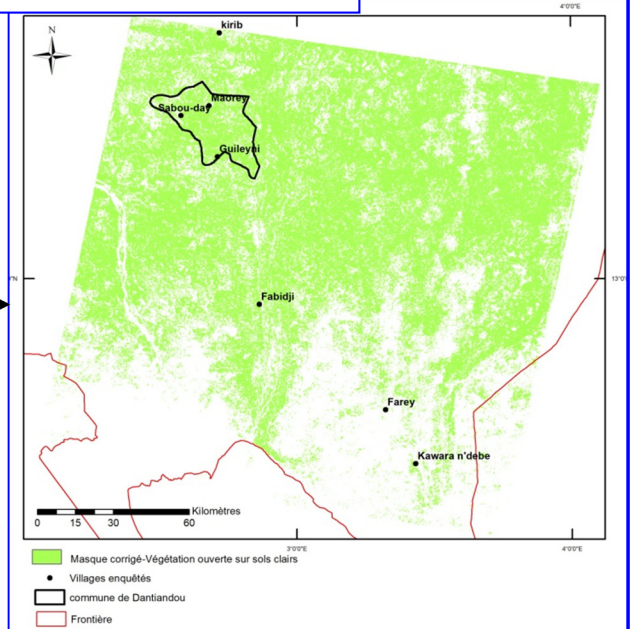 4°0'0"E
kirib
N
Maorey
Sabou-day
Guileyni
13°0'
Fabidji
Farey
Kawara n'debe
Kilomètres
0 15 30 60
3°0'0"E 4°0'0"E
Masque corrigé-Végétation ouverte sur sols clairs
Villages enquêtés
commune de Dantiandou
Frontière